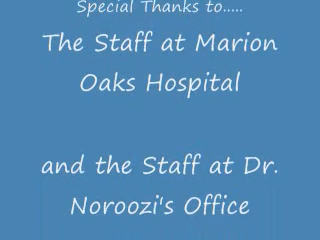 Special Thanks to.....
The Staff at Marion
Oaks Hospital
and the Staff at Dr.
Noroozi's Office